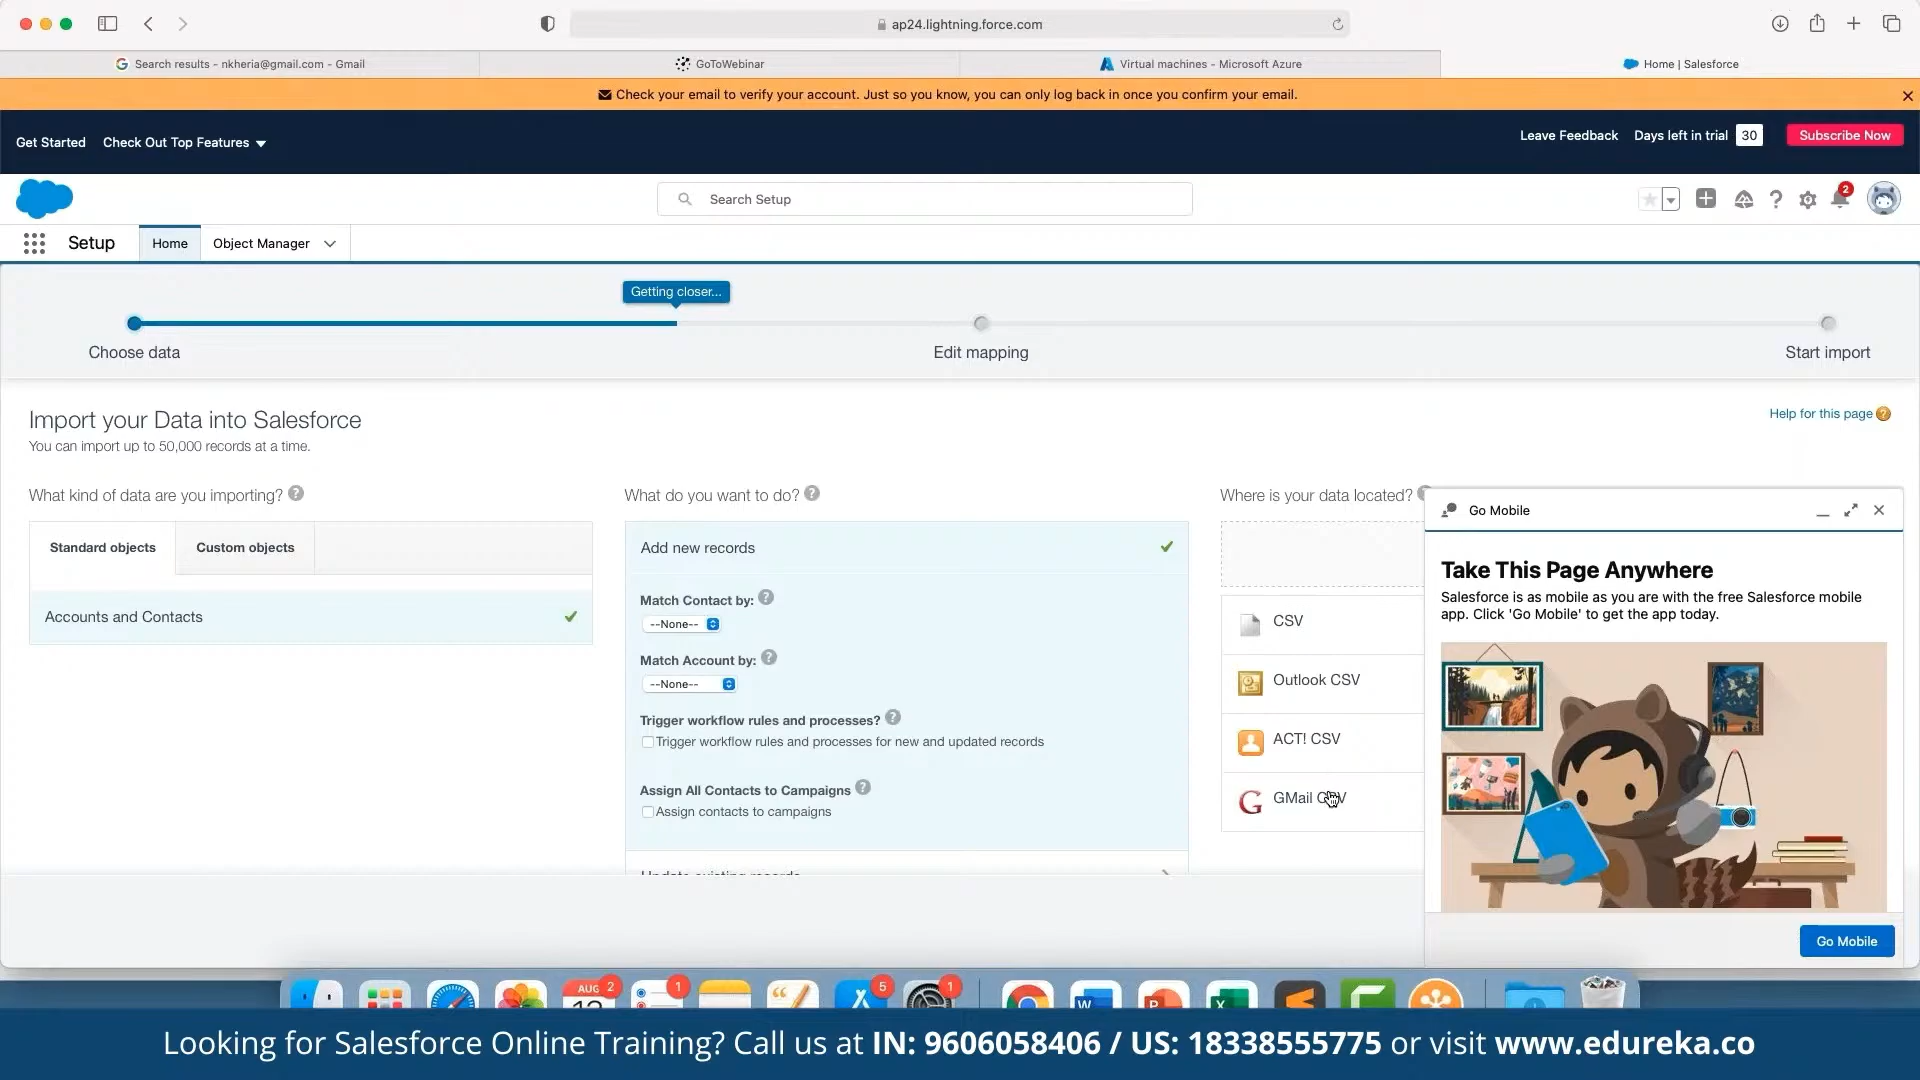 ap24.lightning.force.com
Search results - nkheria@gmail.com - Gmail
GoToWebinar
Virtual machines - Microsoft Azure
Home | Salesforce
Check your email to verify your account. Just so you know, you can only log back in once you confirm your email.
Get Started
Check Out Top Features
Leave Feedback
Days left in trial 30
Subscribe Now
Search Setup
2
Setup
Home
Object Manager
Getting closer...
Choose data
Edit mapping
Start import
Import your Data into Salesforce
Help for this page
You can import up to 50,000 records at a time.
What kind of data are you importing?
Standard objects
Custom objects
Accounts and Contacts
What do you want to do?
Add new records
Match Contact by:
--None--
Match Account by:
--None--
Trigger workflow rules and processes?
Trigger workflow rules and processes for new and updated records
Assign All Contacts to Campaigns
Assign contacts to campaigns
Where is your data located?
CSV
Outlook CSV
ACT! CSV
GMail CSV
Go Mobile
Take This Page Anywhere
Salesforce is as mobile as you are with the free Salesforce mobile
app. Click 'Go Mobile' to get the app today.
Go Mobile
AUG
2
1
5
1
Looking for Salesforce Online Training? Call us at IN: 9606058406 / US: 18338555775 or visit www.edureka.co